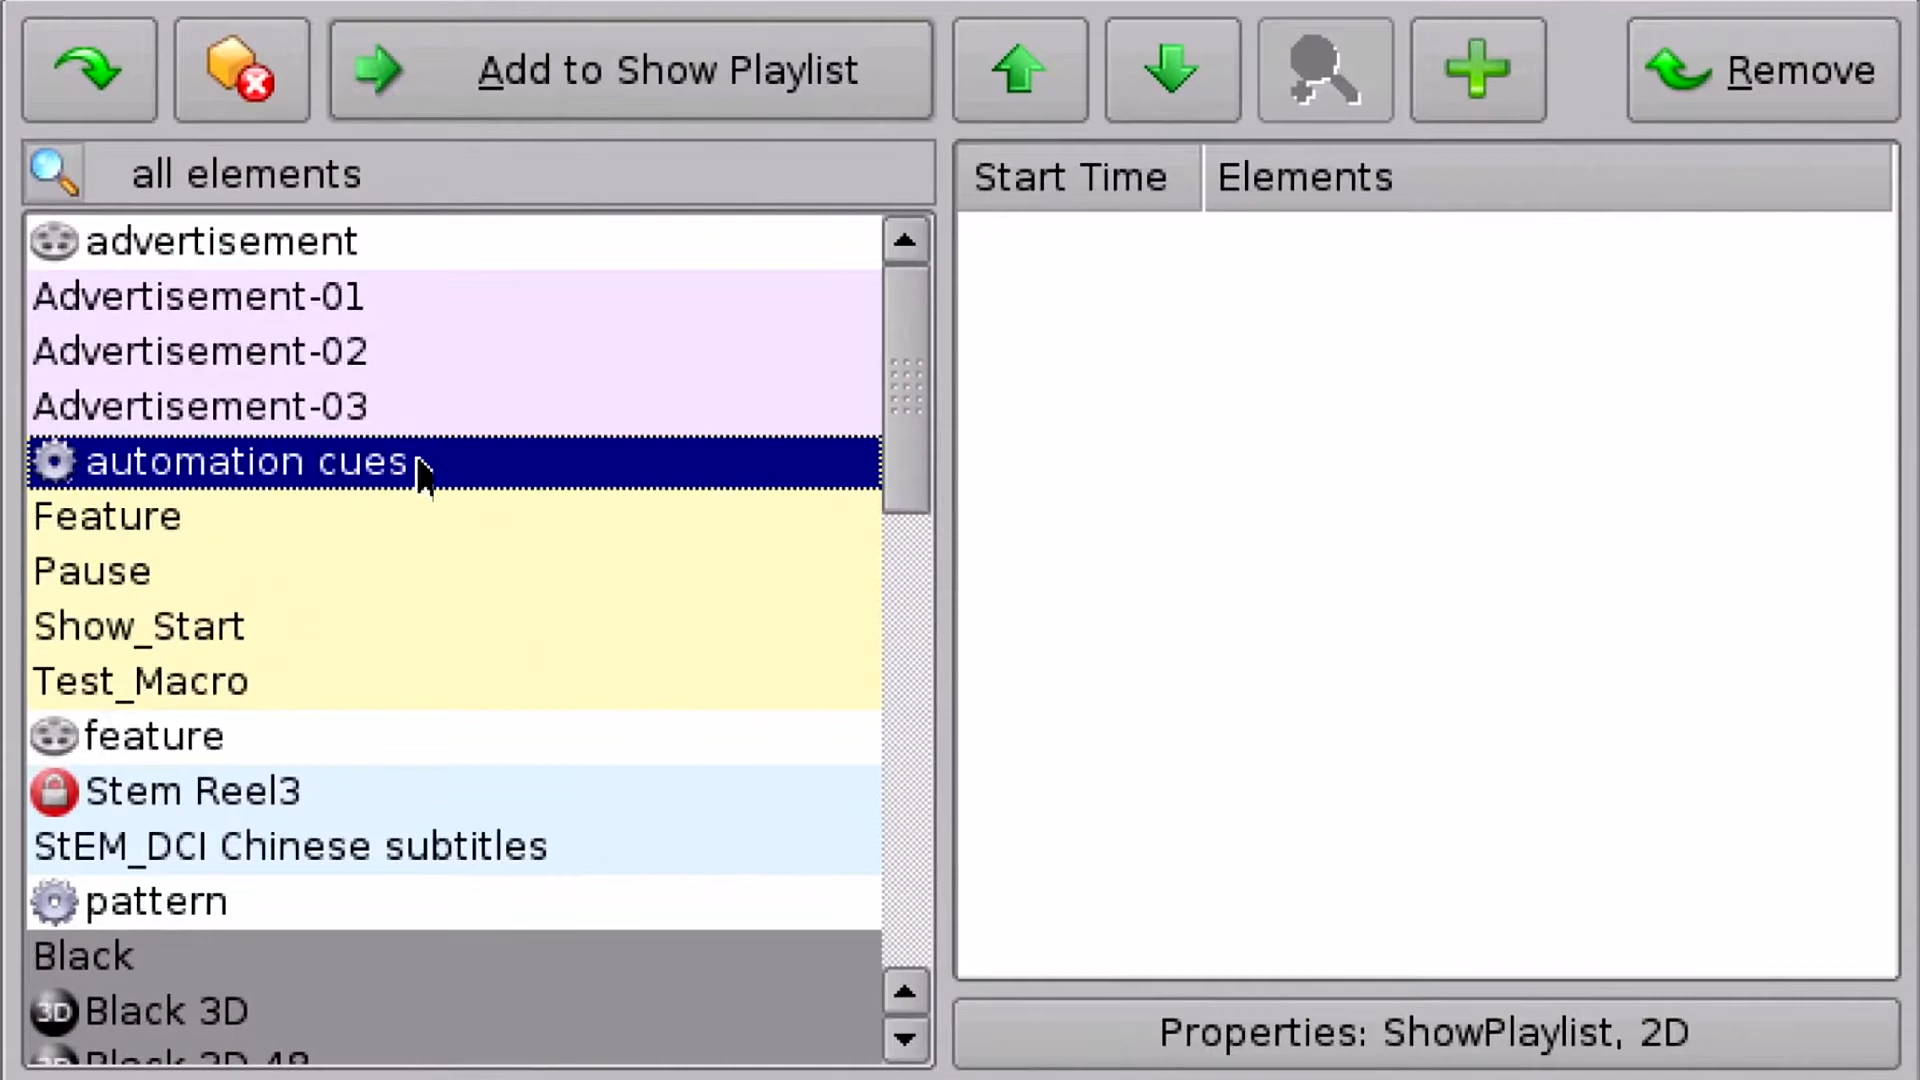 Add to Show Playlist
Remove
all elements
Start Time
Elements
advertisement
Advertisement-01
Advertisement-02
Advertisement-03
automation cues
Feature
Pause
Show_Start
Test_Macro
feature
Stem Reel3
StEM_DCI Chinese subtitles
pattern
Black
3D Black 3D
Properties: ShowPlaylist, 2D